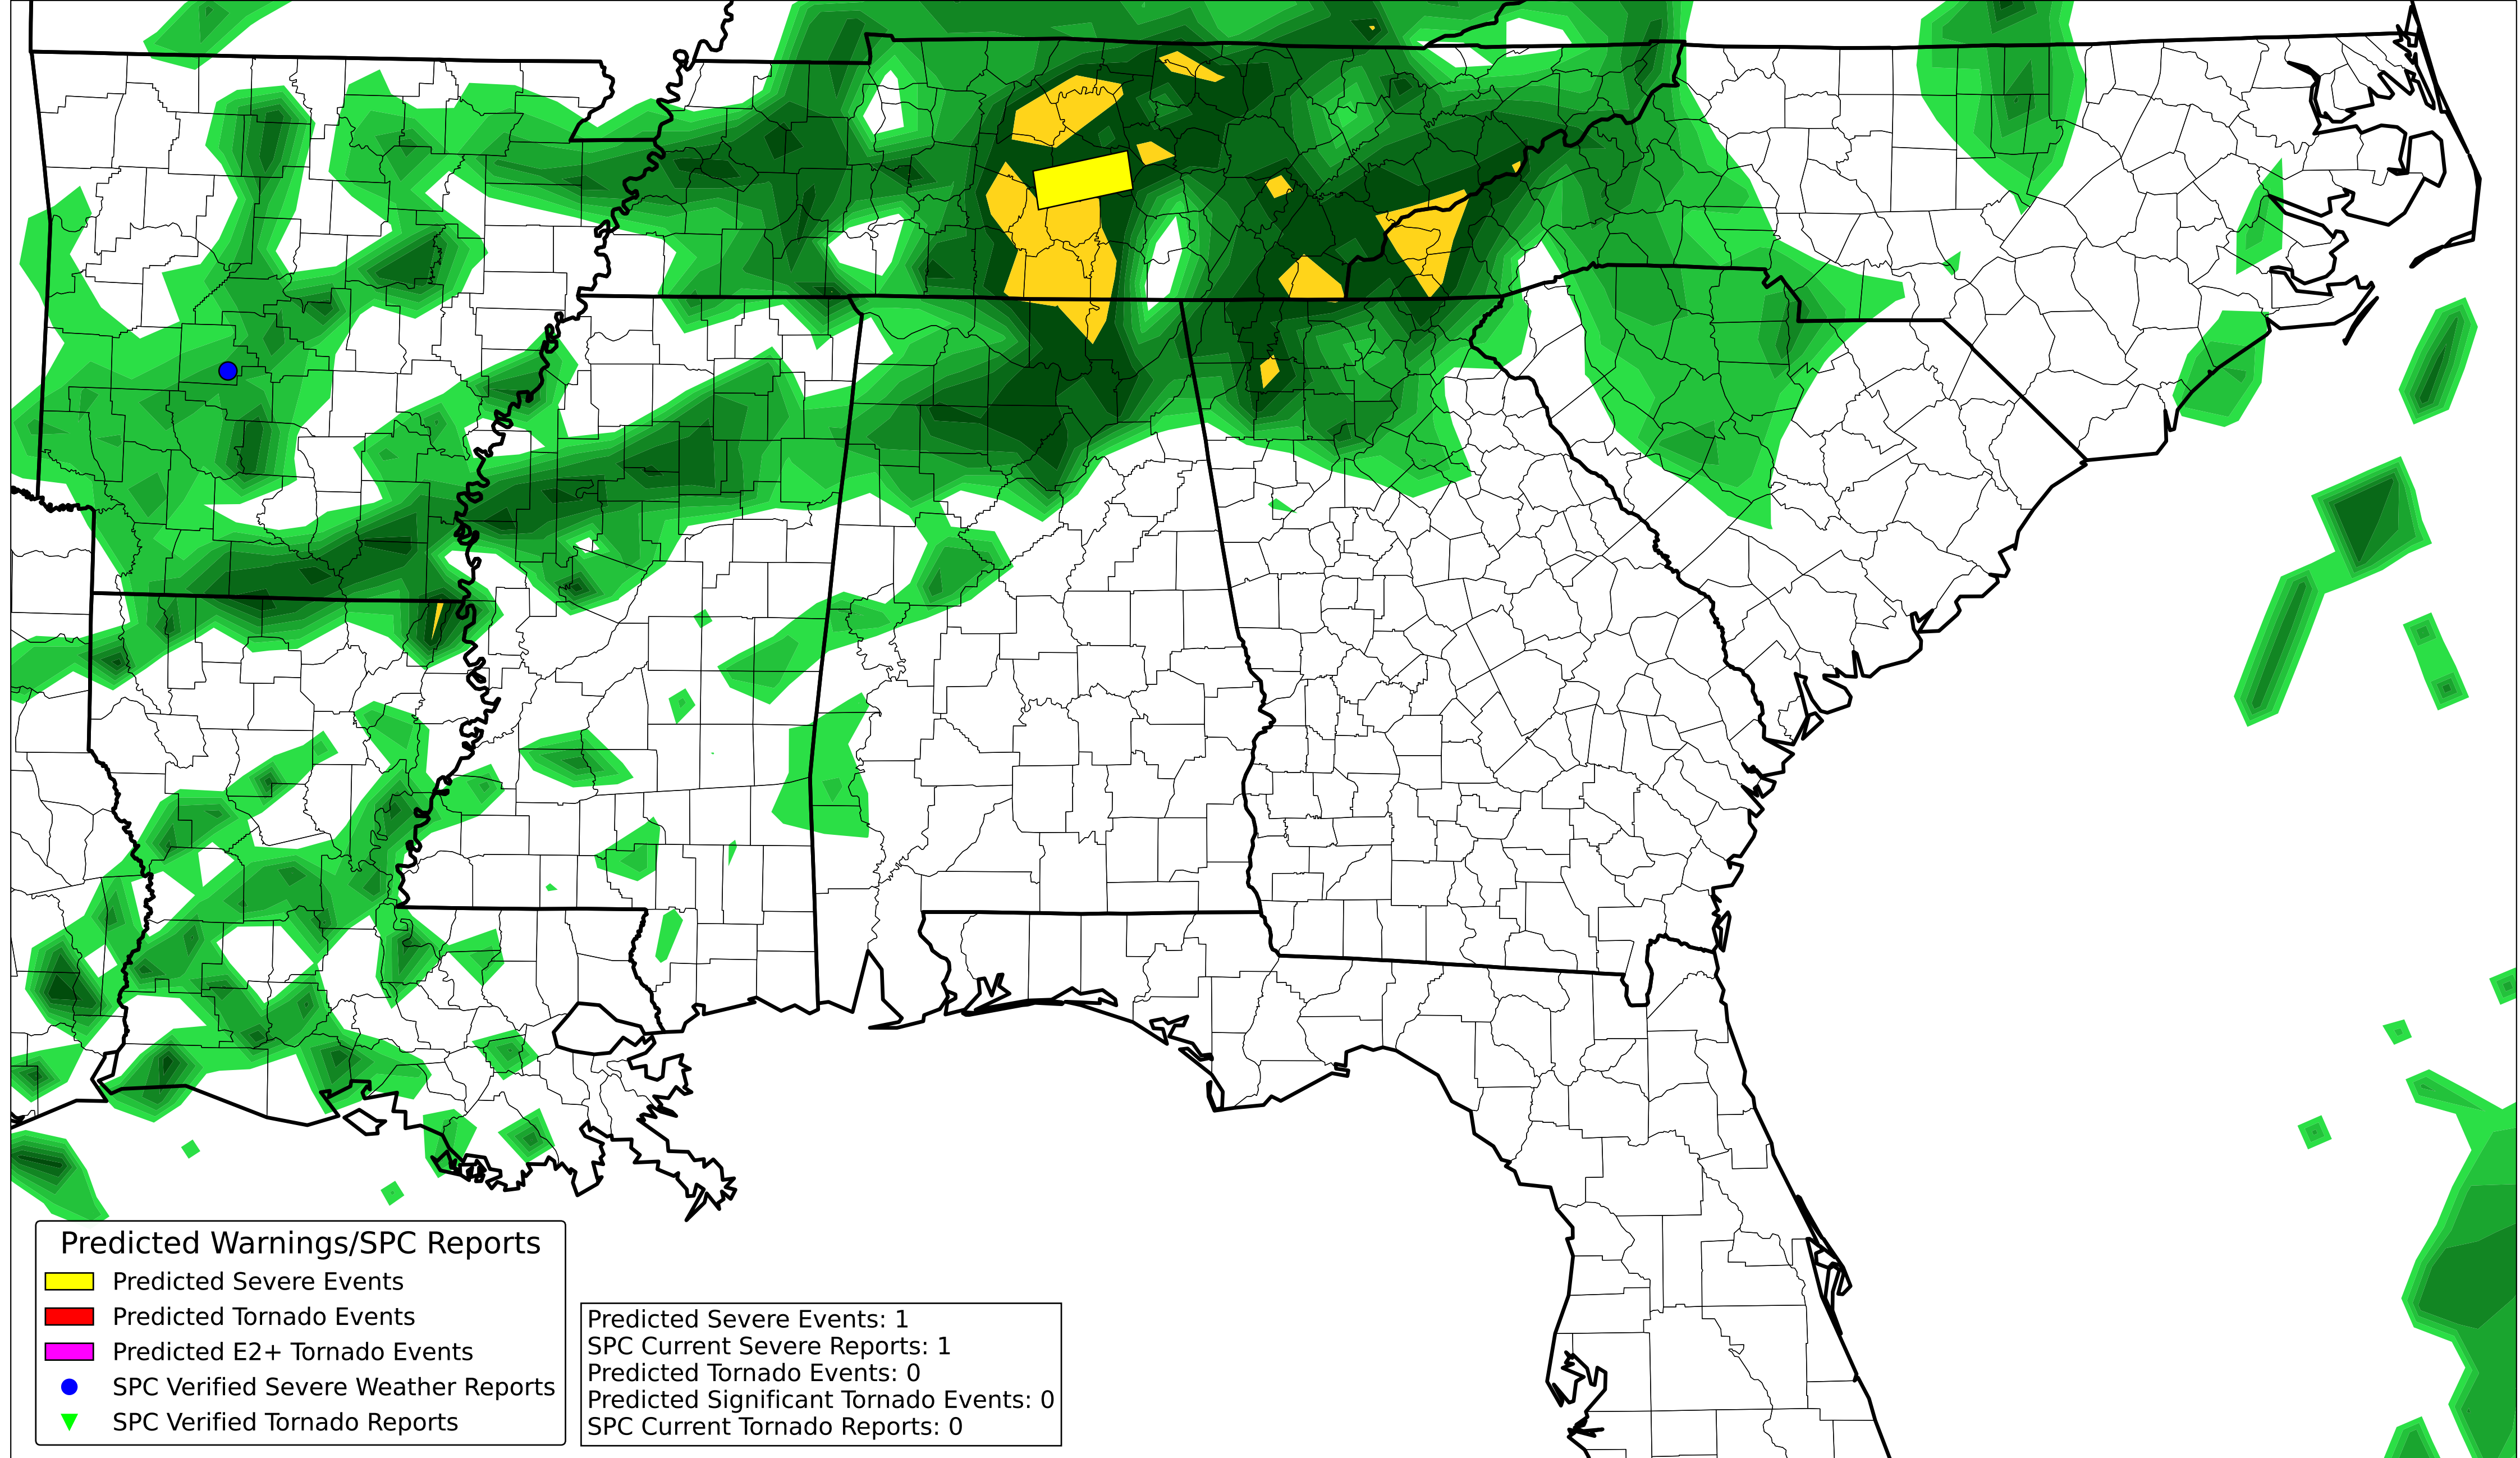 Predicted Warnings/SPC Reports
Predicted Severe Events
Predicted Tornado Events
Predicted E2+ Tornado Events
SPC Verified Severe Weather Reports
SPC Verified Tornado Reports
Predicted Severe Events: 1
SPC Current Severe Reports: 1
Predicted Tornado Events: 0
Predicted Significant Tornado Events: 0
SPC Current Tornado Reports: 0